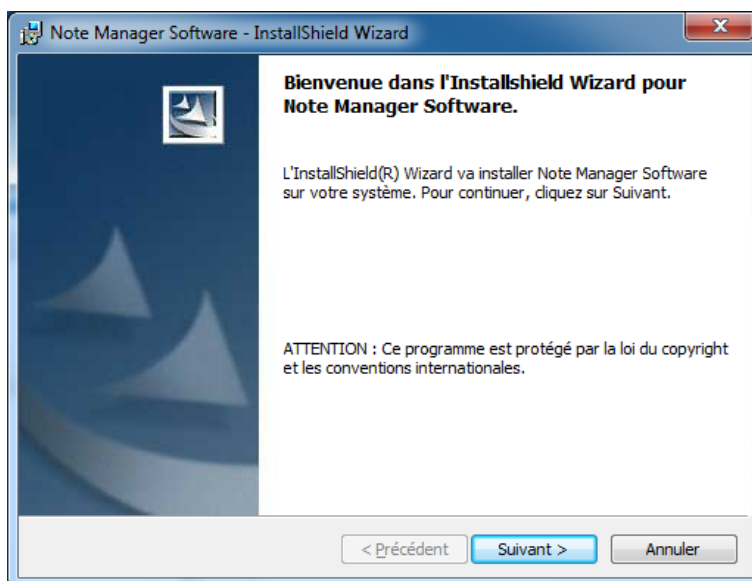 Note Manager Software - InstallShield Wizard
Bienvenue dans l'Installshield Wizard pour
Note Manager Software.
L'InstallShield(R) Wizard va installer Note Manager Software
sur votre système. Pour continuer, cliquez sur Suivant.
ATTENTION : Ce programme est protégé par la loi du copyright
et les conventions internationales.
< Précédent Suivant > Annuler